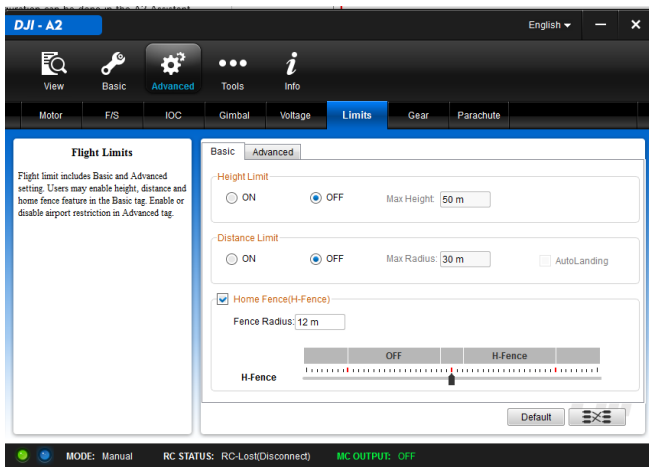 DJI - A2
English
View
Basic
Advanced
Tools
Info
Motor
F/S
IOC
Gimbal
Voltage
Limits
Gear
Parachute
Flight Limits
Flight limit includes Basic and Advanced
setting. Users may enable height, distance and
home fence feature in the Basic tag. Enable or
disable airport restriction in Advanced tag.
Basic
Advanced
Height Limit
ON
OFF
Max Height:
50 m
Distance Limit
ON
OFF
Max Radius:
30 m
AutoLanding
Home Fence(H-Fence)
Fence Radius:
12 m
OFF
H-Fence
H-Fence
Default
MODE: Manual
RC STATUS: RC-Lost(Disconnect)
MC OUTPUT: OFF